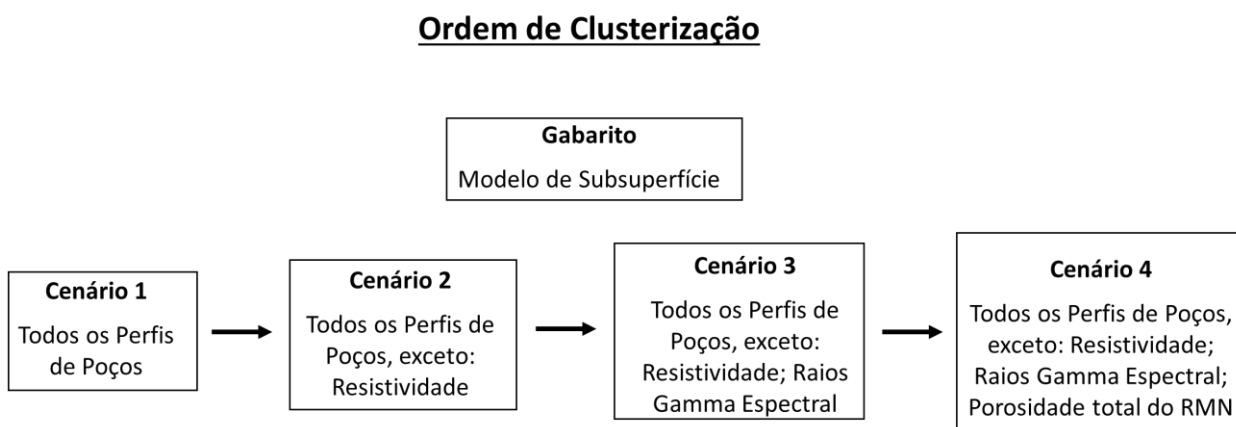 Ordem de Clusterização
Gabarito
Modelo de Subsuperfície
Cenário 1
Todos os Perfis
de Poços
Cenário 2
Todos os Perfis de
Poços, exceto:
Resistividade
Cenário 3
Todos os Perfis de
Poços, exceto:
Resistividade; Raios
Gamma Espectral
Cenário 4
Todos os Perfis de Poços,
exceto: Resistividade;
Raios Gamma Espectral;
Porosidade total do RMN